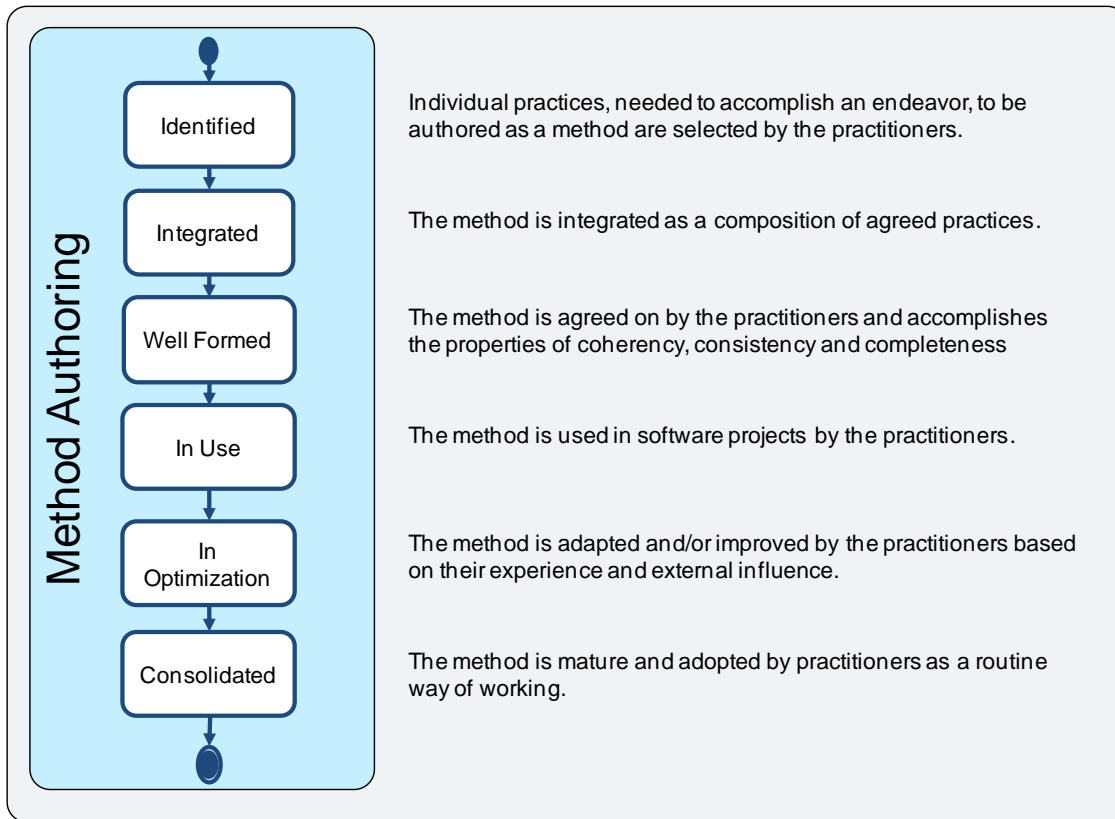 Method Authoring
Identified
Individual practices, needed to accomplish an endeavor, to be
authored as a method are selected by the practitioners.
Integrated
The method is integrated as a composition of agreed practices.
Well Formed
The method is agreed on by the practitioners and accomplishes
the properties of coherency, consistency and completeness
In Use
The method is used in software projects by the practitioners.
In
Optimization
The method is adapted and/or improved by the practitioners based
on their experience and external influence.
Consolidated
The method is mature and adopted by practitioners as a routine
way of working.